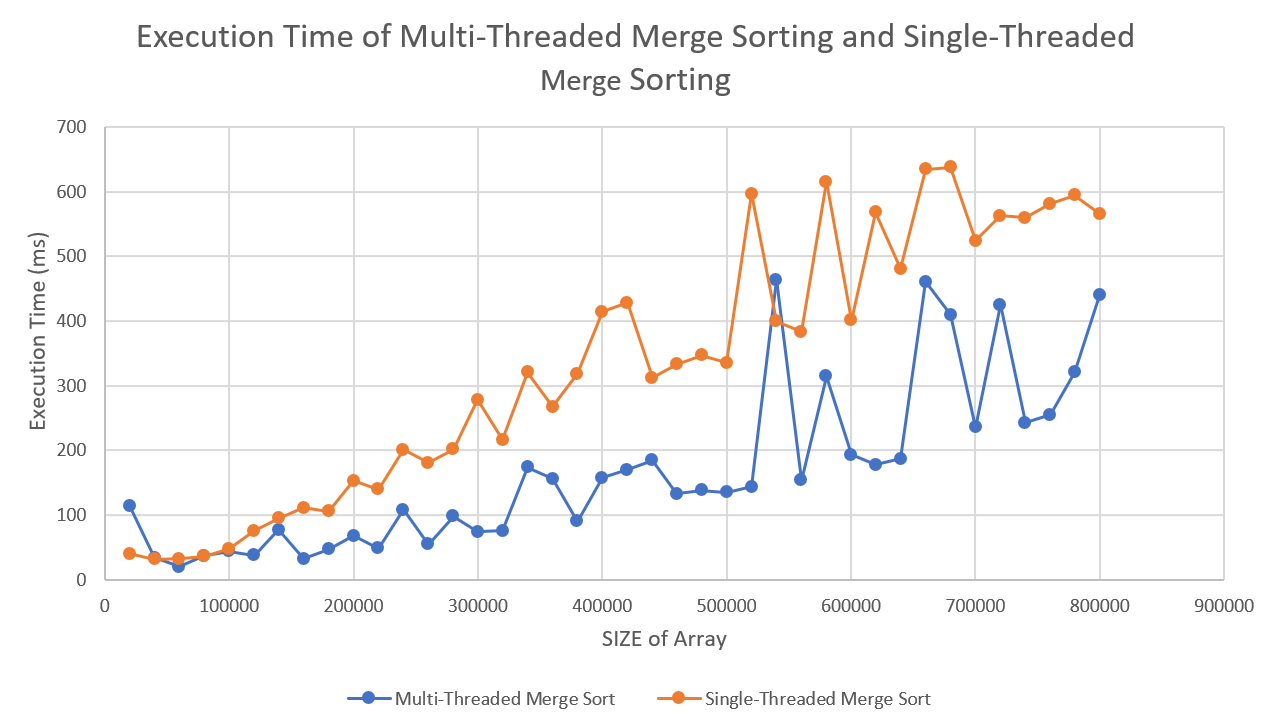 Execution Time of Multi-Threaded Merge Sorting and Single-Threaded
Merge Sorting
700
600
500
400
300
200
100
0
Execution Time (ms)
0 100000 200000 300000 400000 500000 600000 700000 800000 900000
SIZE of Array
Multi-Threaded Merge Sort Single-Threaded Merge Sort